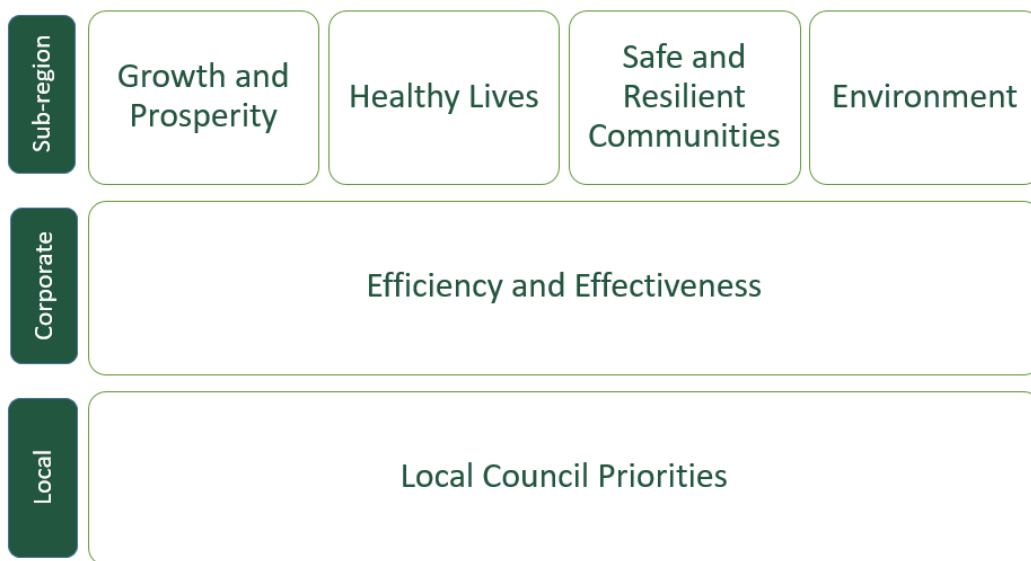 Sub-region
Growth and
Prosperity
Healthy Lives
Safe and
Resilient
Communities
Environment
Corporate
Efficiency and Effectiveness
Local
Local Council Priorities